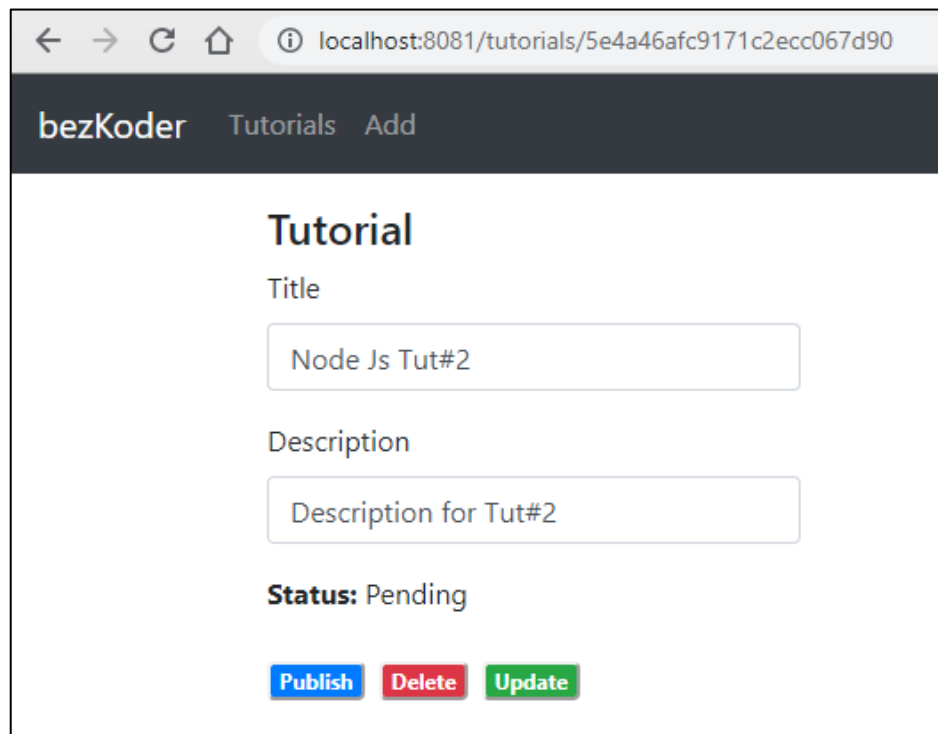 localhost:8081/tutorials/5e4a46afc9171c2ecc067d90
bezKoder Tutorials Add
Tutorial
Title
Node Js Tut#2
Description
Description for Tut#2
Status: Pending
Publish Delete Update